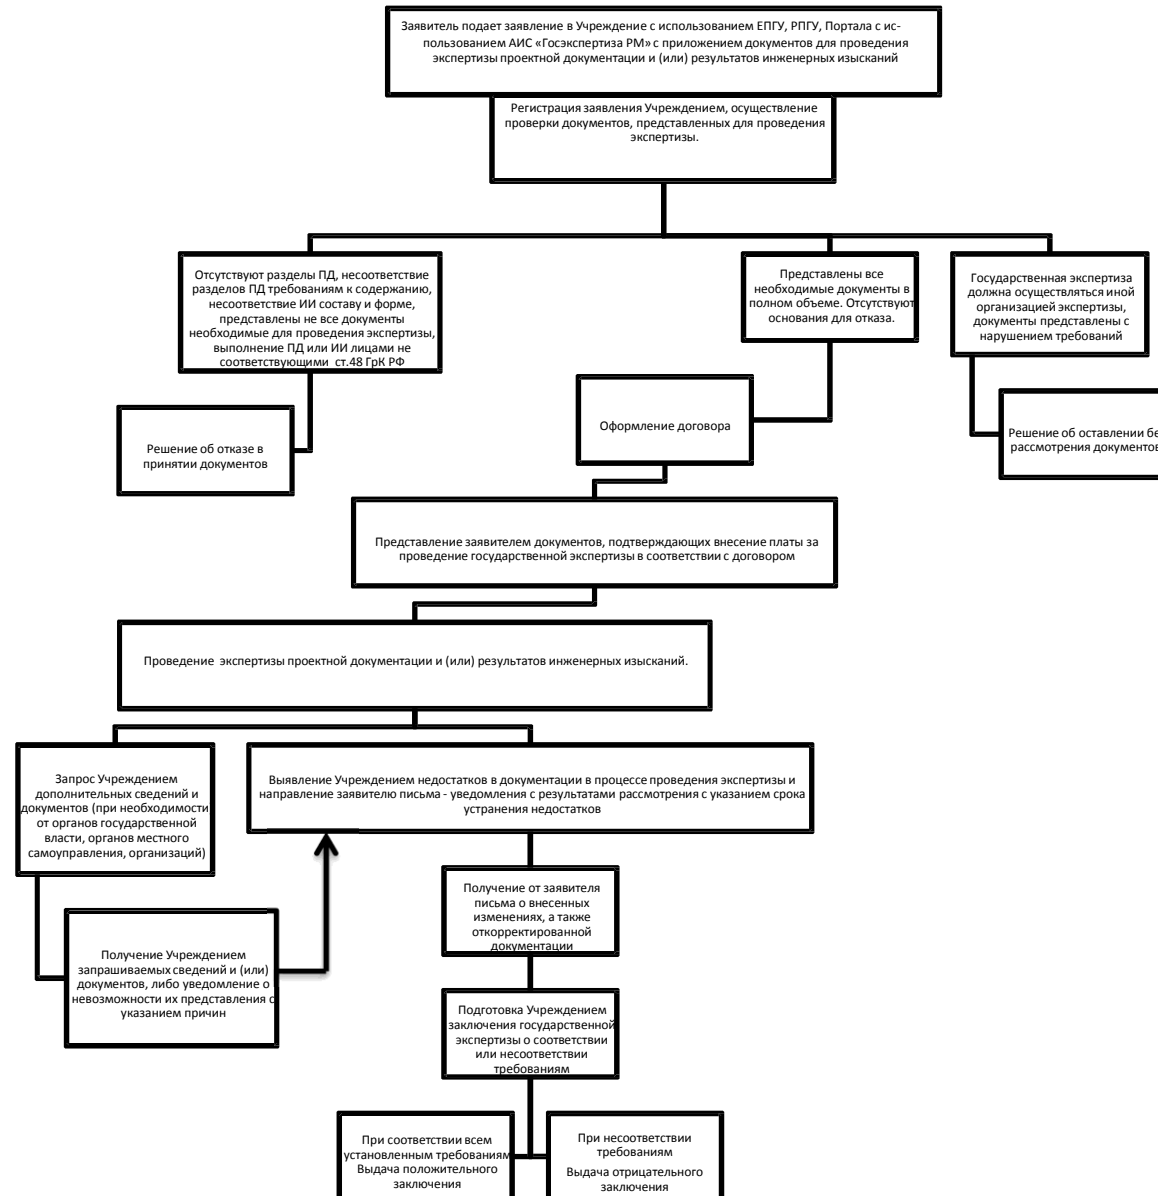 Заявитель подает заявление в Учреждение с использованием ЕПГУ, РПГУ, Портала с ис-
пользованием АИС «Госэкспертиза РМ» с приложением документов для проведения
экспертизы проектной документации и (или) результатов инженерных изысканий
Регистрация заявления Учреждением, осуществление
проверки документов, представленных для проведения
экспертизы.
Отсутствуют разделы ПД, несоответствие
разделов ПД требованиям к содержанию,
несоответствие ИИ составу и форме,
представлены не все документы
необходимые для проведения экспертизы,
выполнение ПД или ИИ лицами не
соответствующими ст.48 ГрК РФ
Представлены все
необходимые документы в
полном объеме. Отсутствуют
основания для отказа.
Государственная экспертиза
должна осуществляться иной
организацией экспертизы,
документы представлены с
нарушением требований
Решение об отказе в
принятии документов
Оформление договора
Решение об оставлении бе
рассмотрения документов
Представление заявителем документов, подтверждающих внесение платы за
проведение государственной экспертизы в соответствии с договором
Проведение экспертизы проектной документации и (или) результатов инженерных изысканий.
Запрос Учреждением
дополнительных сведений и
документов (при необходимости
от органов государственной
власти, органов местного
самоуправления, организаций)
Выявление Учреждением недостатков в документации в процессе проведения экспертизы и
направление заявителю письма - уведомления с результатами рассмотрения с указанием срока
устранения недостатков
Получение от заявителя
письма о внесенных
изменениях, а также
откорректированной
документации
Получение Учреждением
запрашиваемых сведений и (или)
документов, либо уведомление о
невозможности их представления с
указанием причин
Подготовка Учреждением
заключения государственной
экспертизы о соответствии
или несоответствии
требованиям
При соответствии всем
установленным требованиям
Выдача положительного
заключения
При несоответствии
требованиям
Выдача отрицательного
заключения